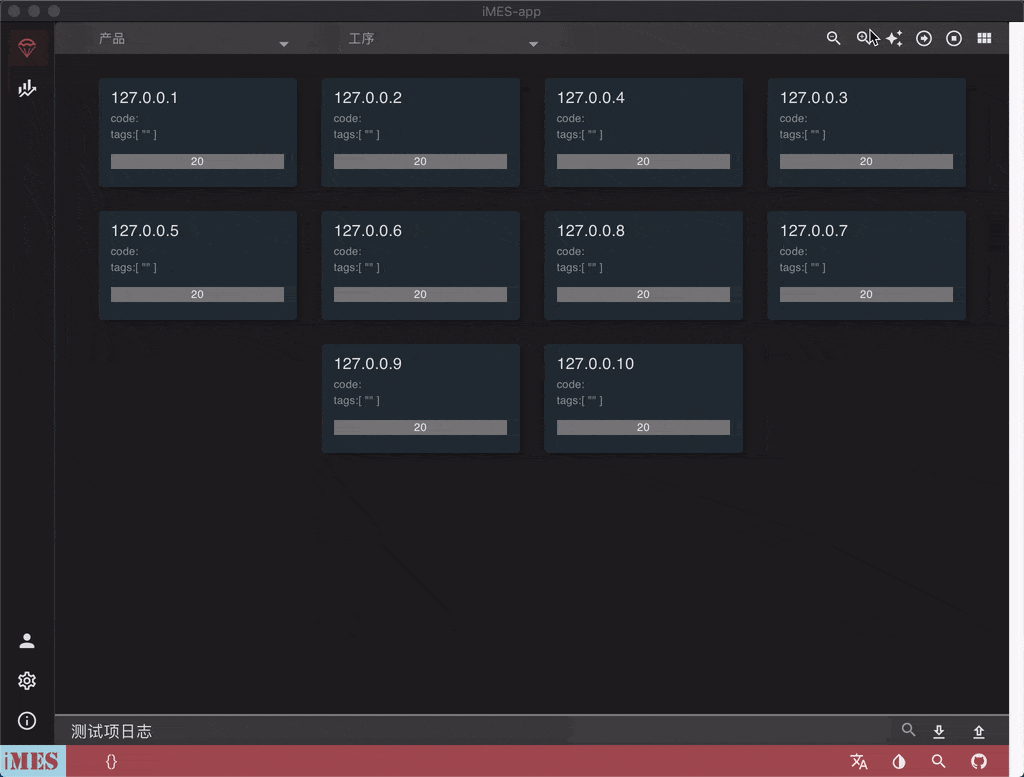 iMES-app
产品
工序
127.0.0.1
code:
tags:[ "" ]
20
127.0.0.2
code:
tags:[ "" ]
20
127.0.0.4
code:
tags:[ "" ]
20
127.0.0.3
code:
tags:[ "" ]
20
127.0.0.5
code:
tags:[ "" ]
20
127.0.0.6
code:
tags:[ "" ]
20
127.0.0.8
code:
tags:[ "" ]
20
127.0.0.7
code:
tags:[ "" ]
20
127.0.0.9
code:
tags:[ "" ]
20
127.0.0.10
code:
tags:[ "" ]
20
测试项日志
iMES
{}